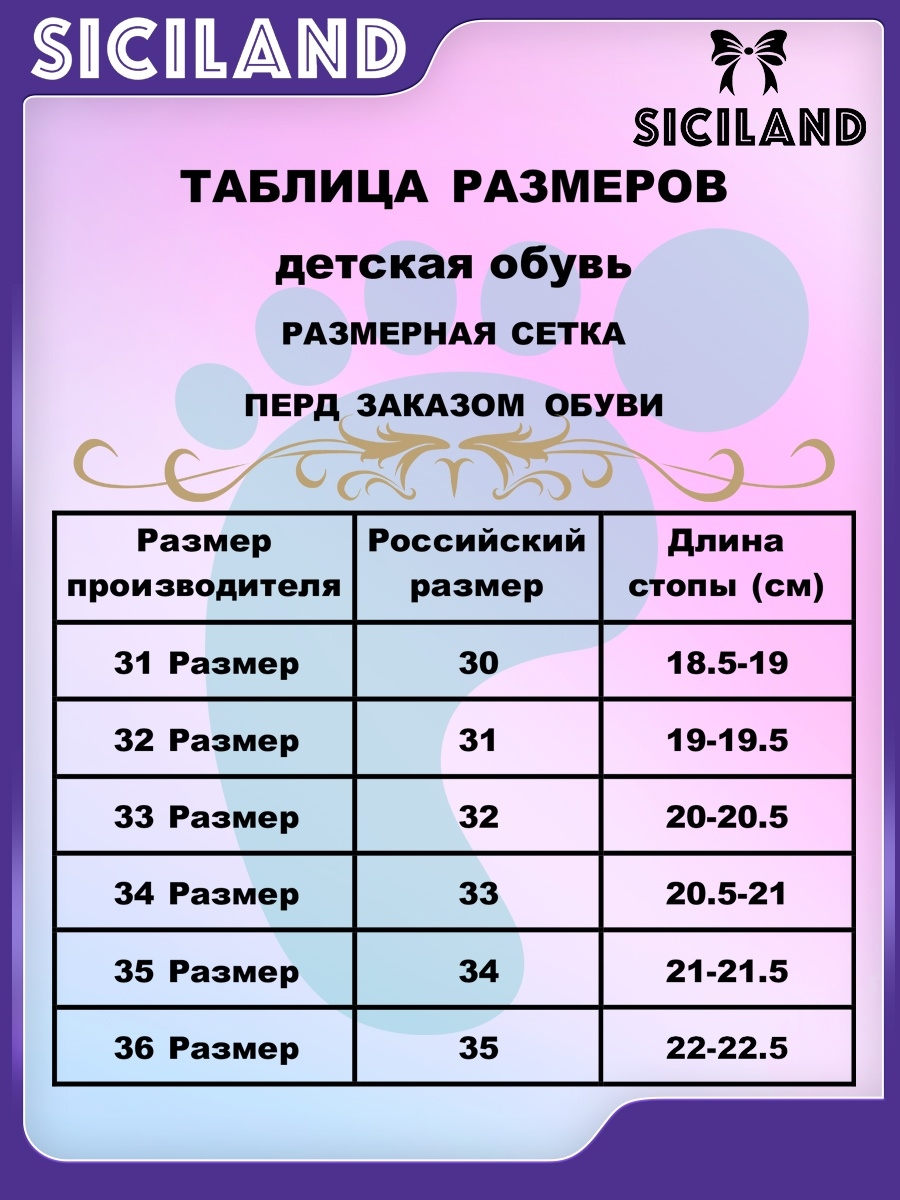 SICILAND
SICILAND
ТАБЛИЦА РАЗМЕРОВ
детская обувь
РАЗМЕРНАЯ СЕТКА
ПЕРД ЗАКАЗОМ ОБУВИ
Размер производителя Российский размер Длина стопы (см)
31 Размер 30 18.5-19
32 Размер 31 19-19.5
33 Размер 32 20-20.5
34 Размер 33 20.5-21
35 Размер 34 21-21.5
36 Размер 35 22-22.5